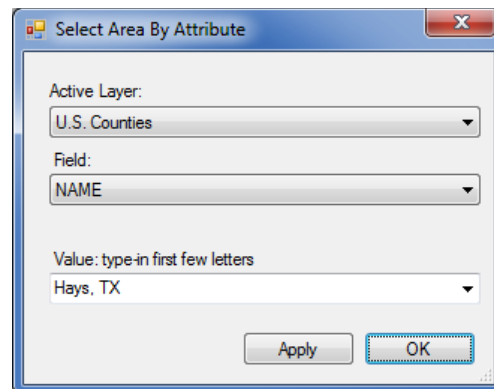 Select Area By Attribute
Active Layer:
U.S. Counties
Field:
NAME
Value: type-in first few letters
Hays, TX
Apply OK